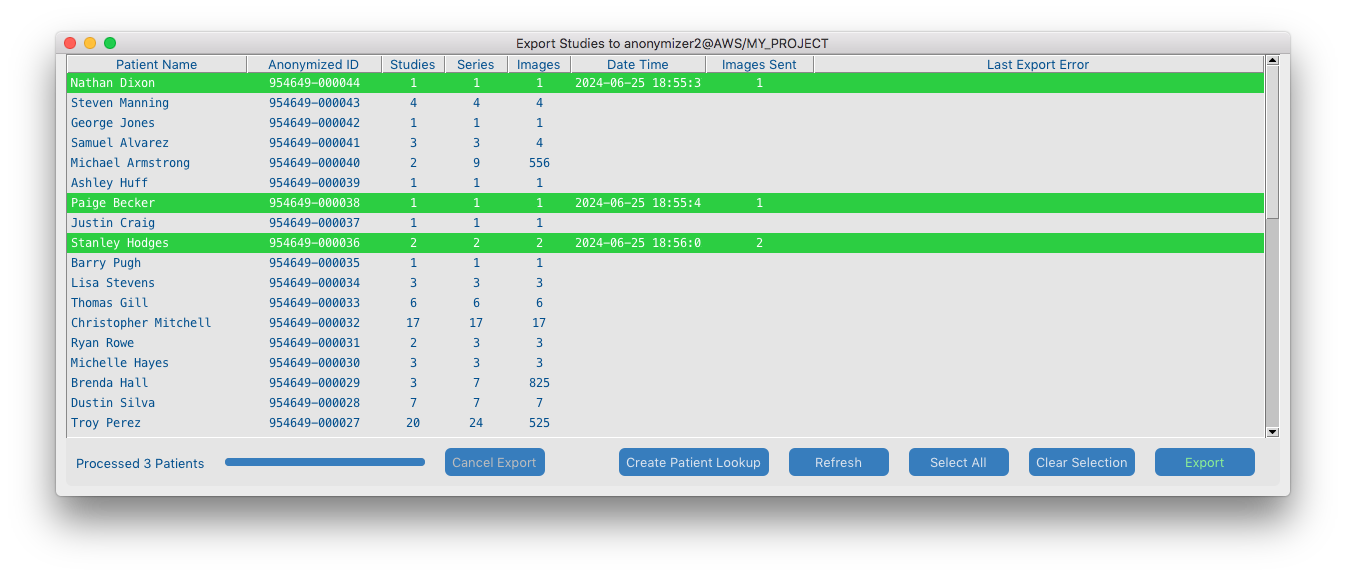 Export Studies to anonymizer2@AWS/MY_PROJECT
Patient Name Anonymized ID Studies Series Images Date Time Images Sent Last Export Error
Nathan Dixon 954649-000044 1 1 1 2024-06-25 18:55:3 1
Steven Manning 954649-000043 4 4 4
George Jones 954649-000042 1 1 1
Samuel Alvarez 954649-000041 3 3 4
Michael Armstrong 954649-000040 2 9 556
Ashley Huff 954649-000039 1 1 1
Paige Becker 954649-000038 1 1 1 2024-06-25 18:55:4 1
Justin Craig 954649-000037 1 1 1
Stanley Hodges 954649-000036 2 2 2 2024-06-25 18:56:0 2
Barry Pugh 954649-000035 1 1 1
Lisa Stevens 954649-000034 3 3 3
Thomas Gill 954649-000033 6 6 6
Christopher Mitchell 954649-000032 17 17 17
Ryan Rowe 954649-000031 2 3 3
Michelle Hayes 954649-000030 3 3 3
Brenda Hall 954649-000029 3 7 825
Dustin Silva 954649-000028 7 7 7
Troy Perez 954649-000027 20 24 525
Processed 3 Patients Cancel Export Create Patient Lookup Refresh Select All Clear Selection Export